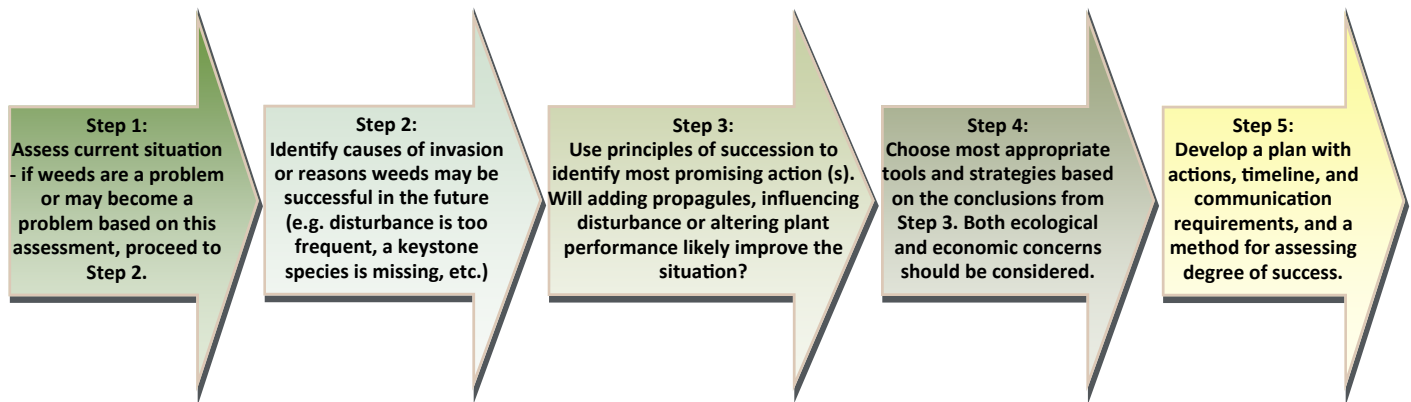 Step 1:
Assess current situation
- if weeds are a problem
or may become a
problem based on this
assessment, proceed to
Step 2.
Step 2:
Identify causes of invasion
or reasons weeds may be
successful in the future
(e.g. disturbance is too
frequent, a keystone
species is missing, etc.)
Step 3:
Use principles of succession to
identify most promising action (s).
Will adding propagules, influencing
disturbance or altering plant
performance likely improve the
situation?
Step 4:
Choose most appropriate
tools and strategies based
on the conclusions from
Step 3. Both ecological
and economic concerns
should be considered.
Step 5:
Develop a plan with
actions, timeline, and
communication
requirements, and a
method for assessing
degree of success.